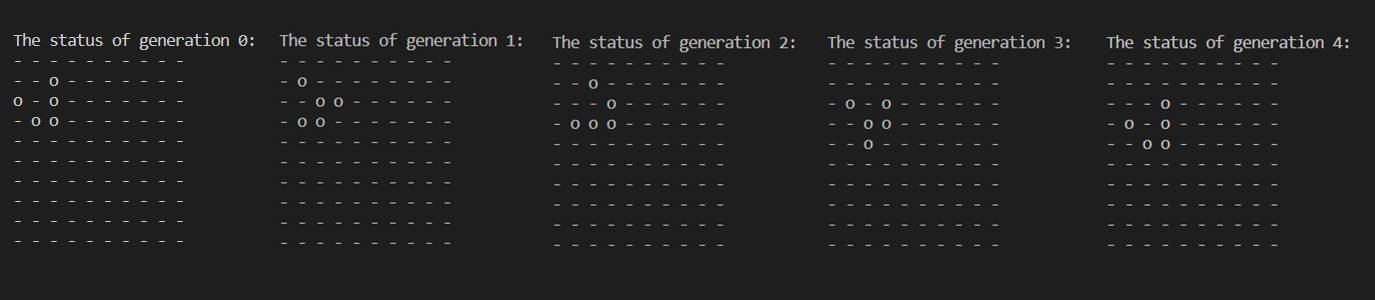 The status of generation 0:
- - - - - - - - - -
- - o - - - - - - -
o - o - - - - - - -
- o o - - - - - - -
- - - - - - - - - -
- - - - - - - - - -
- - - - - - - - - -
- - - - - - - - - -
- - - - - - - - - -
- - - - - - - - - -
The status of generation 1:
- - - - - - - - - -
- o - - - - - - - -
- - o o - - - - - -
- o o - - - - - - -
- - - - - - - - - -
- - - - - - - - - -
- - - - - - - - - -
- - - - - - - - - -
- - - - - - - - - -
- - - - - - - - - -
The status of generation 2:
- - - - - - - - - -
- - o - - - - - - -
- - - o - - - - - -
- o o o - - - - - -
- - - - - - - - - -
- - - - - - - - - -
- - - - - - - - - -
- - - - - - - - - -
- - - - - - - - - -
- - - - - - - - - -
The status of generation 3:
- - - - - - - - - -
- - - - - - - - - -
- o - o - - - - - -
- - o o - - - - - -
- - o - - - - - - -
- - - - - - - - - -
- - - - - - - - - -
- - - - - - - - - -
- - - - - - - - - -
- - - - - - - - - -
The status of generation 4:
- - - - - - - - - -
- - - - - - - - - -
- - - o - - - - - -
- o - o - - - - - -
- - o o - - - - - -
- - - - - - - - - -
- - - - - - - - - -
- - - - - - - - - -
- - - - - - - - - -
- - - - - - - - - -